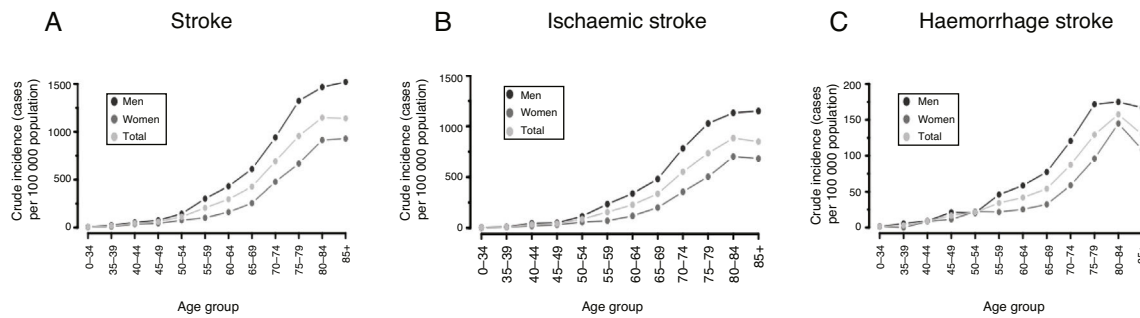 A
Stroke
Crude incidence (cases
per 100 000 population)
1500
1000
500
0
Men
Women
Total
0–34
35–39
40–44
45–49
50–54
55–59
60–64
65–69
70–74
75–79
80–84
85+
Age group
B
Ischaemic stroke
Crude incidence (cases
per 100 000 population)
1500
1000
500
0
Men
Women
Total
0–34
35–39
40–44
45–49
50–54
55–59
60–64
65–69
70–74
75–79
80–84
85+
Age group
C
Haemorrhage stroke
Crude incidence (cases
per 100 000 population)
200
150
100
50
0
Men
Women
Total
0–34
35–39
40–44
45–49
50–54
55–59
60–64
65–69
70–74
75–79
80–84
Age group